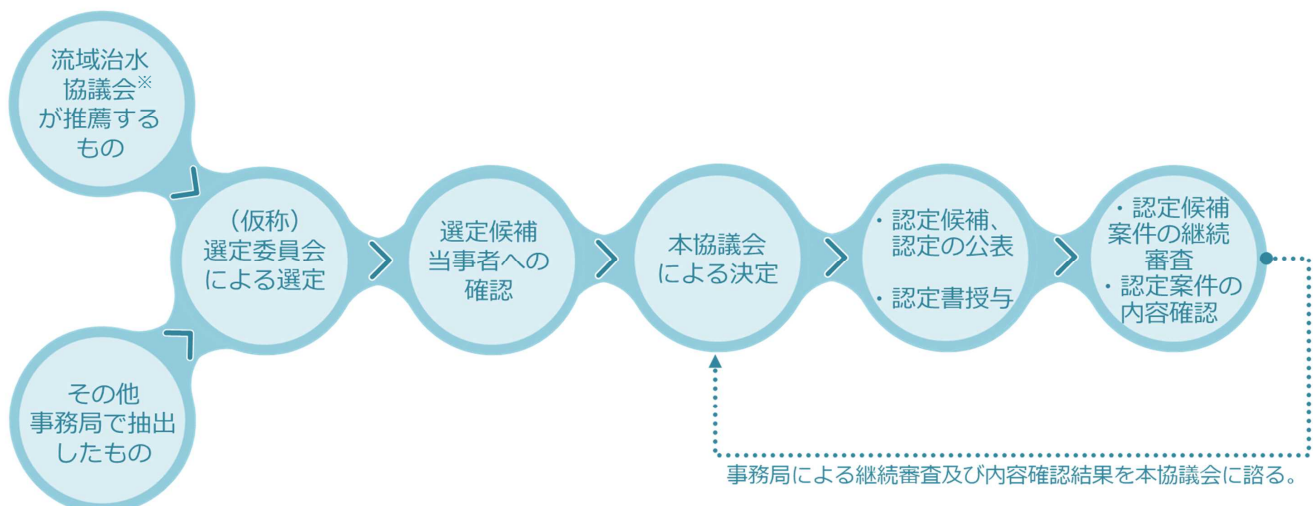 流域治水
協議会※
が推薦する
もの
その他
事務局で抽出
したもの
（仮称）
選定委員会
による選定
選定候補
当事者への
確認
本協議会
による決定
・認定候補、
認定の公表
・認定書授与
・認定候補
案件の継続
審査
・認定案件の
内容確認
事務局による継続審査及び内容確認結果を本協議会に諮る。